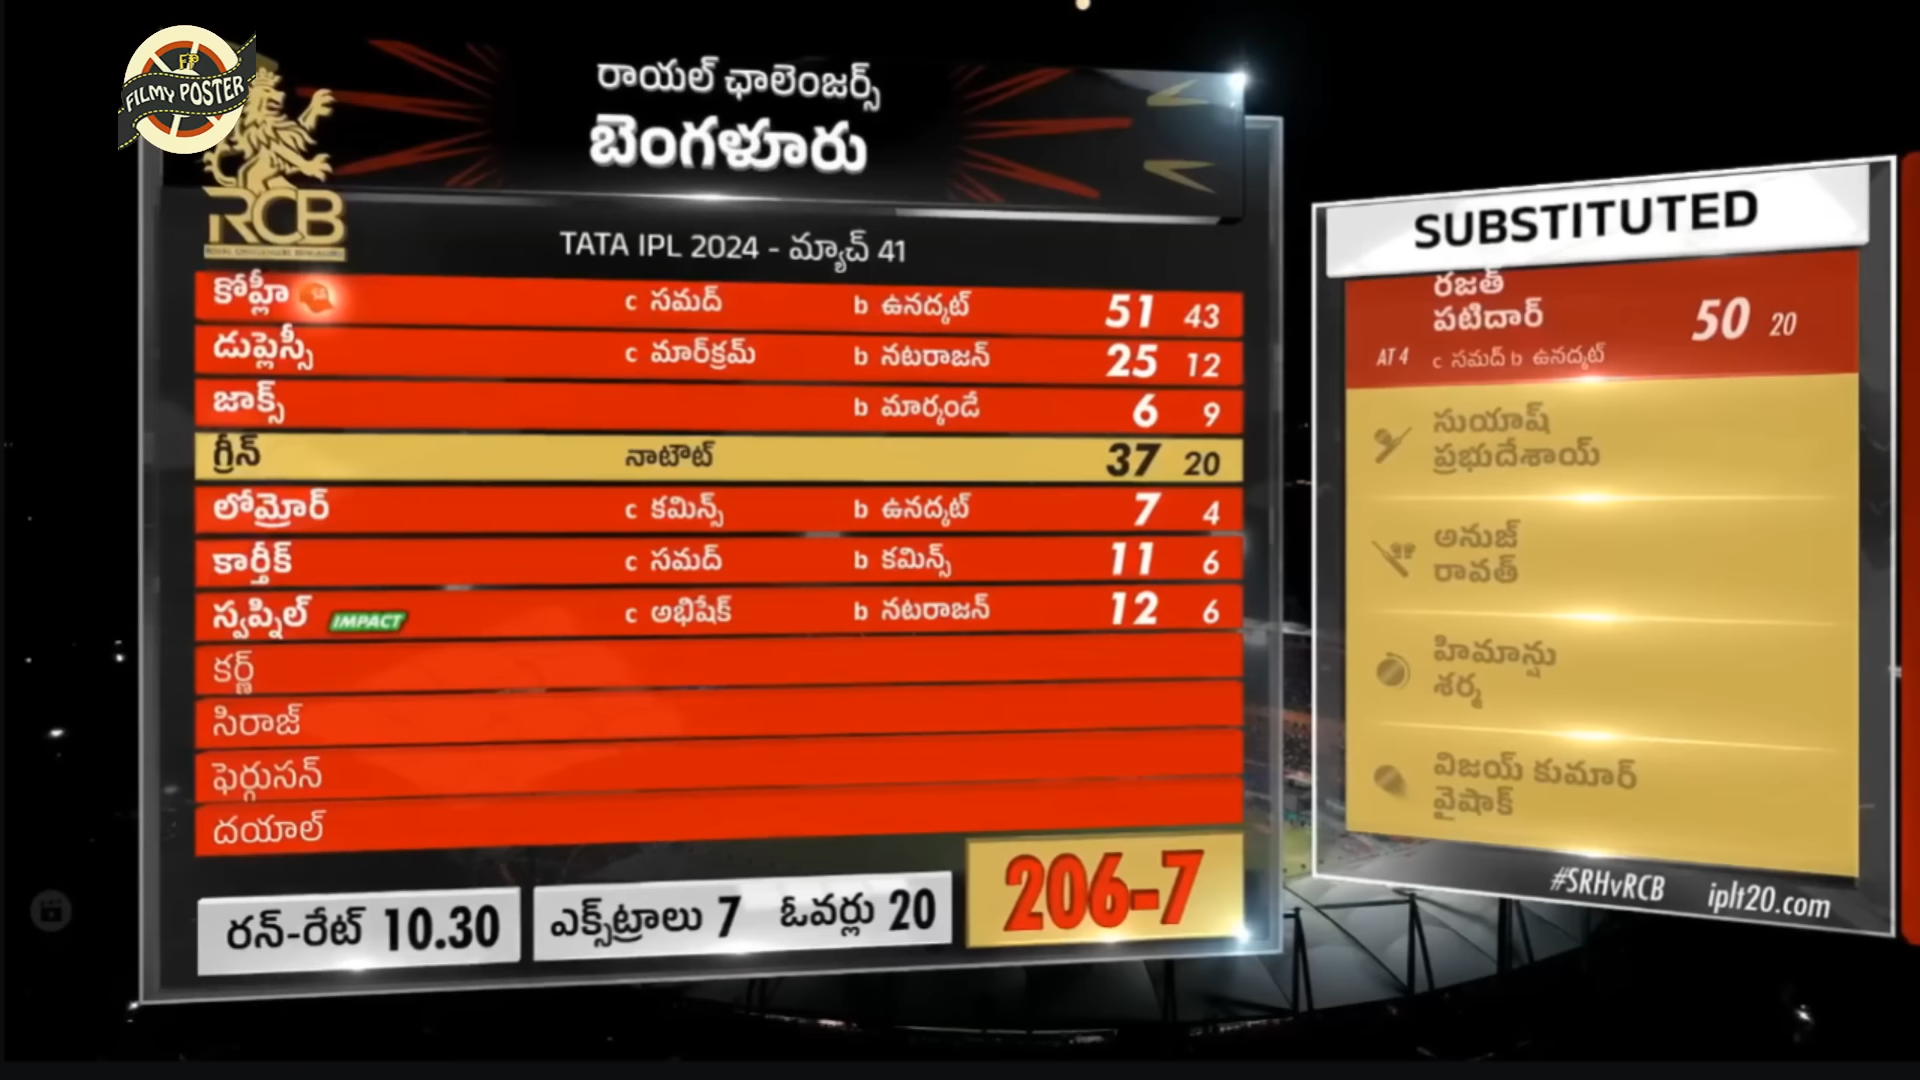 FP
FILMY POSTER
RCB
రాయల్ ఛాలెంజర్స్
బెంగళూరు
TATA IPL 2024 - మ్యాచ్ 41
కోహ్లీ c సమద్ b ఉనద్కట్ 51 43
డుప్లెస్సీ c మార్‌క్రమ్ b నటరాజన్ 25 12
జాక్స్ b మార్కండే 6 9
గ్రీన్ నాటౌట్ 37 20
లోమ్రోర్ c కమిన్స్ b ఉనద్కట్ 7 4
కార్తీక్ c సమద్ b కమిన్స్ 11 6
స్వప్నిల్ IMPACT c అభిషేక్ b నటరాజన్ 12 6
కర్ణ్
సిరాజ్
ఫెర్గుసన్
దయాల్
రన్-రేట్ 10.30 ఎక్స్‌ట్రాలు 7 ఓవర్లు 20 206-7
SUBSTITUTED
రజత్
పటిదార్ 50 20
AT 4 c సమద్ b ఉనద్కట్
సుయాష్
ప్రభుదేశాయ్
అనుజ్
రావత్
హిమాన్షు
శర్మ
విజయ్ కుమార్
వైషాక్
#SRHvRCB iplt20.com